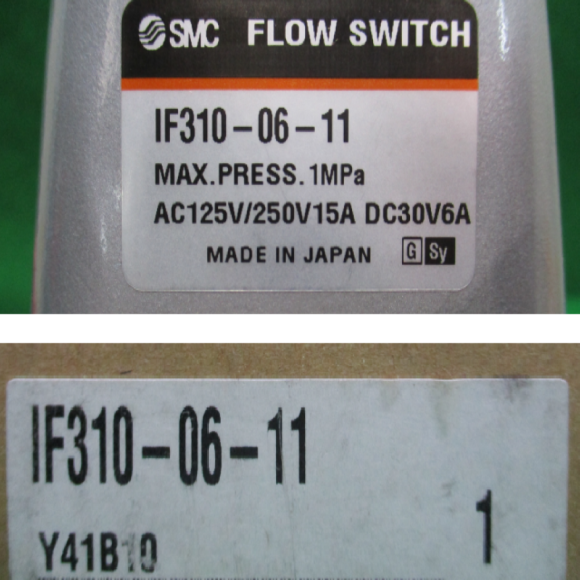 SMC FLOW SWITCH
IF310-06-11
MAX.PRESS.1MPa
AC125V/250V15A DC30V6A
MADE IN JAPAN G Sy
IF310-06-11
Y41B10
1